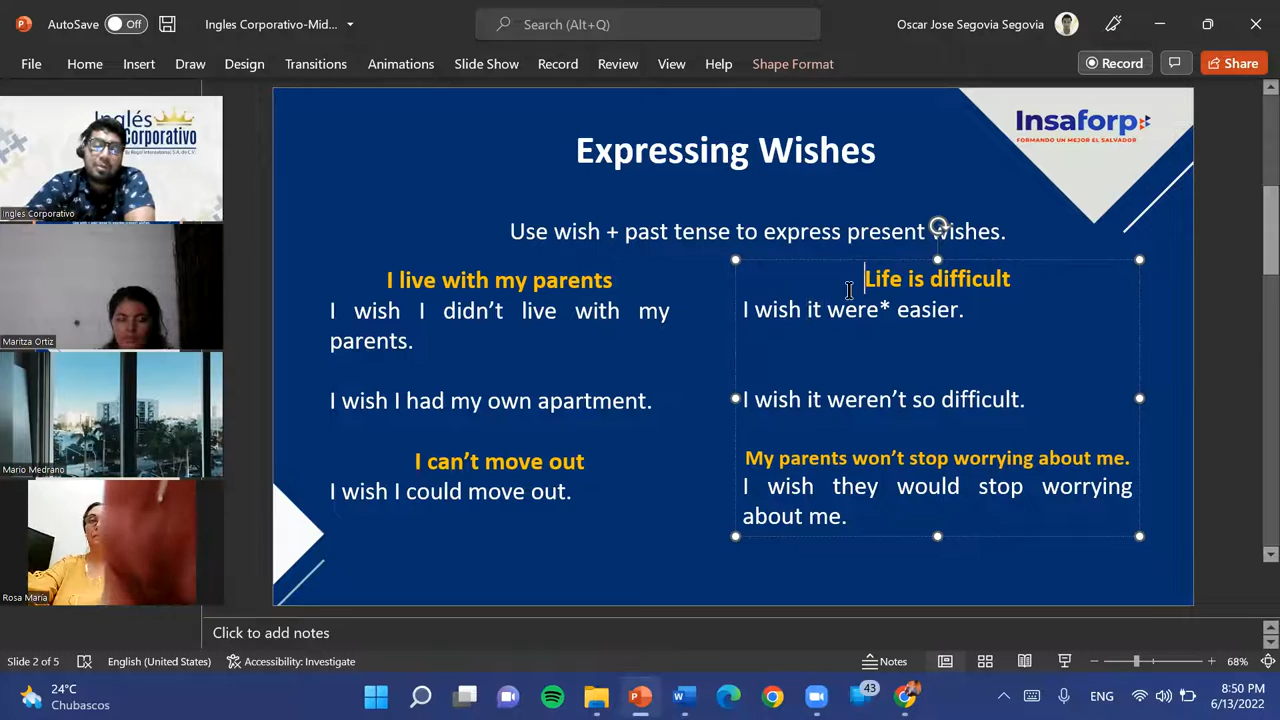 AutoSave Off Ingles Corporativo-Mid... Search (Alt+Q) Oscar Jose Segovia Segovia
File Home Insert Draw Design Transitions Animations Slide Show Record Review View Help Shape Format Record Share
Inglés
Corporativo
Ingles Corporativo
Maritza Ortiz
Mario Medrano
Rosa María
Insaforp
FORMANDO UN MEJOR EL SALVADOR
Expressing Wishes
Use wish + past tense to express present wishes.
I live with my parents
I wish I didn't live with my
parents.
I wish I had my own apartment.
I can't move out
I wish I could move out.
Life is difficult
I wish it were* easier.
I wish it weren't so difficult.
My parents won't stop worrying about me.
I wish they would stop worrying
about me.
Click to add notes
Slide 2 of 5 English (United States) Accessibility: Investigate Notes 68%
24°C
Chubascos
43
ENG
8:50 PM
6/13/2022